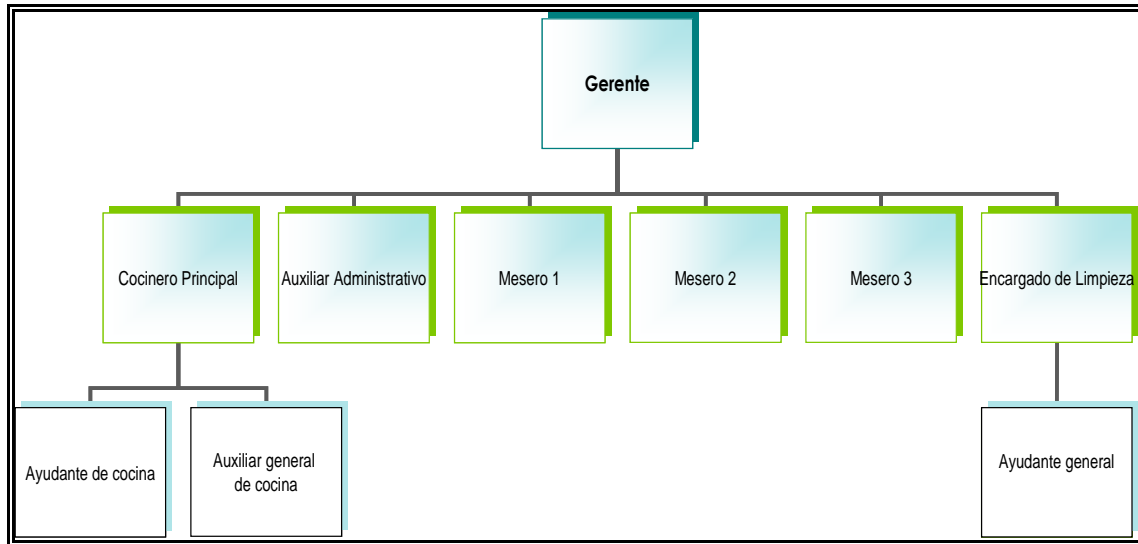 Gerente
Cocinero Principal
Auxiliar Administrativo
Mesero 1
Mesero 2
Mesero 3
Encargado de Limpieza
Ayudante de cocina
Auxiliar general
de cocina
Ayudante general